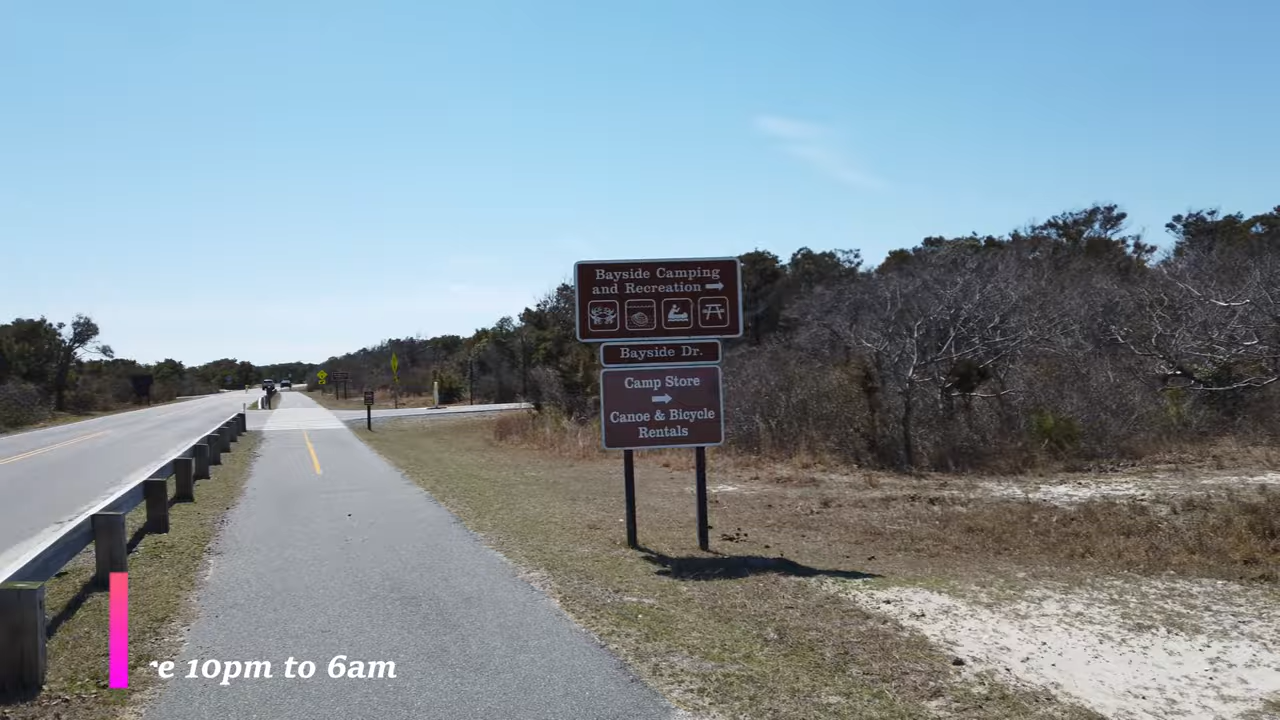 Bayside Camping
and Recreation
Bayside Dr.
Camp Store
Canoe & Bicycle
Rentals
10pm to 6am